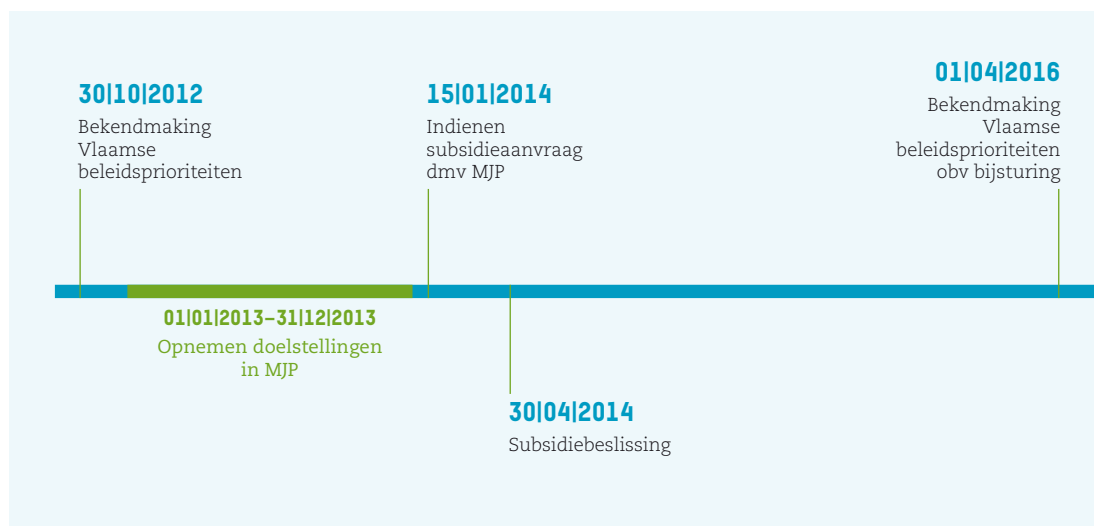 30|10|2012
Bekendmaking
Vlaamse
beleidsprioriteiten
15|01|2014
Indienen
subsidieaanvraag
dmv MJP
01|04|2016
Bekendmaking
Vlaamse
beleidsprioriteiten
obv bijsturing
01|01|2013–31|12|2013
Opnemen doelstellingen
in MJP
30|04|2014
Subsidiebeslissing